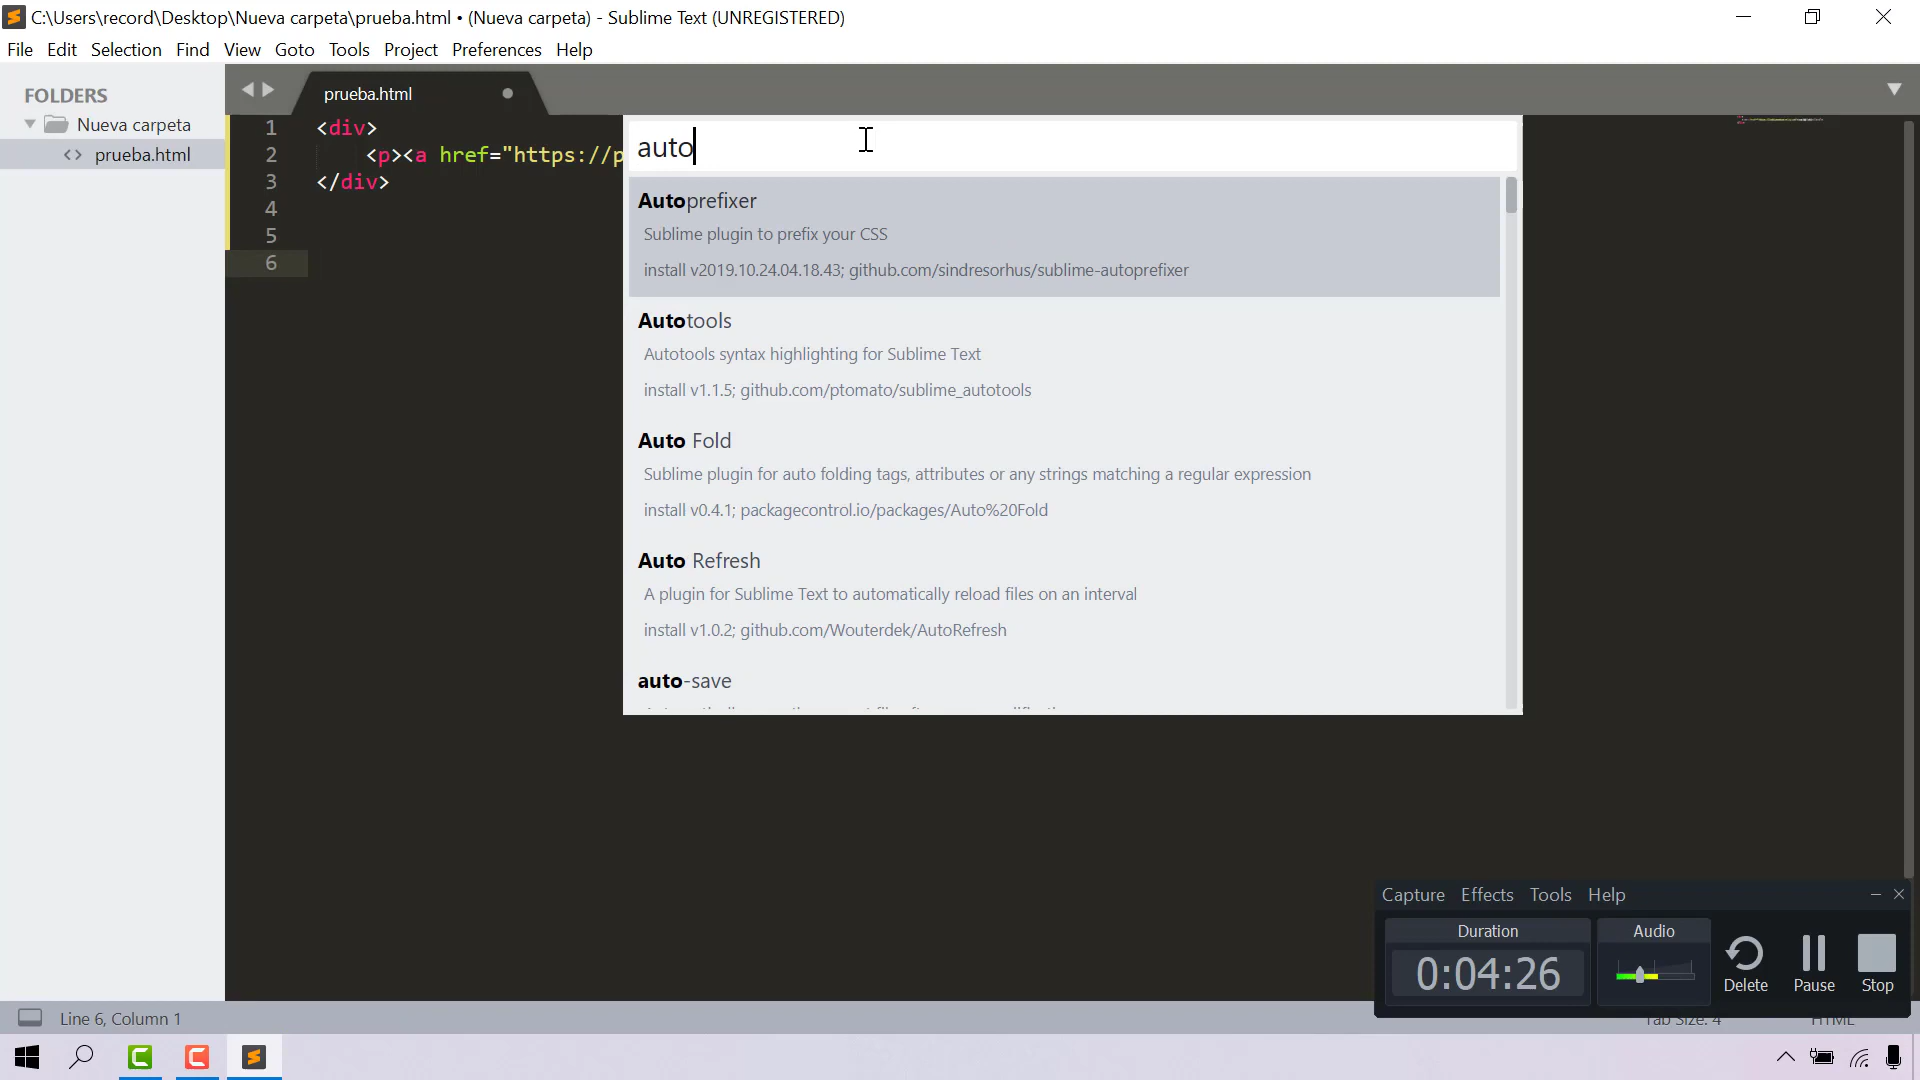 C:\Users\record\Desktop\Nueva carpeta\prueba.html • (Nueva carpeta) - Sublime Text (UNREGISTERED)
File Edit Selection Find View Goto Tools Project Preferences Help
FOLDERS
Nueva carpeta
prueba.html
prueba.html
1 <div>
2 <p><a href="https://p
3 </div>
4
5
6
auto
Autoprefixer
Sublime plugin to prefix your CSS
install v2019.10.24.04.18.43; github.com/sindresorhus/sublime-autoprefixer
Autotools
Autotools syntax highlighting for Sublime Text
install v1.1.5; github.com/ptomato/sublime_autotools
Auto Fold
Sublime plugin for auto folding tags, attributes or any strings matching a regular expression
install v0.4.1; packagecontrol.io/packages/Auto%20Fold
Auto Refresh
A plugin for Sublime Text to automatically reload files on an interval
install v1.0.2; github.com/Wouterdek/AutoRefresh
auto-save
Capture Effects Tools Help
Duration
Audio
0:04:26
Delete Pause Stop
Line 6, Column 1
Tab Size: 4
HTML